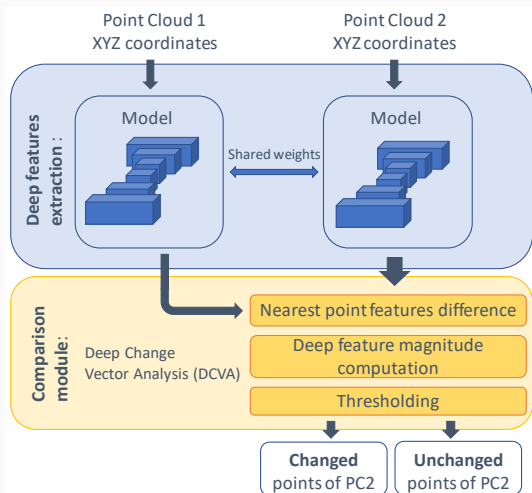 Point Cloud 1
XYZ coordinates
Point Cloud 2
XYZ coordinates
Deep features
extraction :
Model
Shared weights
Model
Comparison
module:
Deep Change
Vector Analysis (DCVA)
Nearest point features difference
Deep feature magnitude
computation
Thresholding
Changed
points of PC2
Unchanged
points of PC2